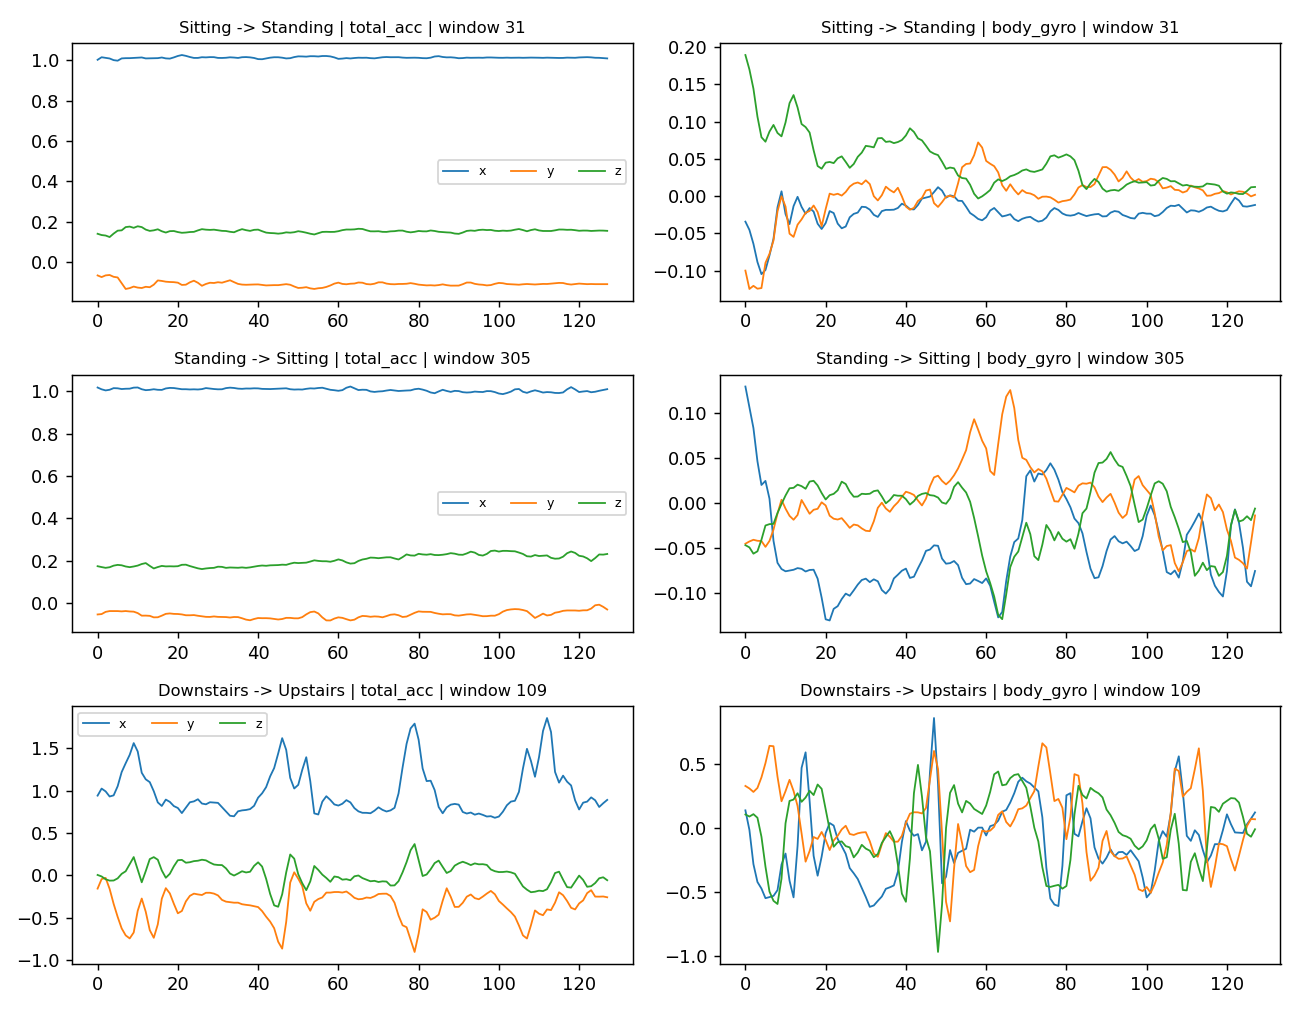 Sitting -> Standing | total_acc | window 31
1.0
0.8
0.6
0.4
0.2
0.0
x y z
0 20 40 60 80 100 120
Sitting -> Standing | body_gyro | window 31
0.20
0.15
0.10
0.05
0.00
−0.05
−0.10
0 20 40 60 80 100 120
Standing -> Sitting | total_acc | window 305
1.0
0.8
0.6
0.4
0.2
0.0
x y z
0 20 40 60 80 100 120
Standing -> Sitting | body_gyro | window 305
0.10
0.05
0.00
−0.05
−0.10
0 20 40 60 80 100 120
Downstairs -> Upstairs | total_acc | window 109
x y z
1.5
1.0
0.5
0.0
−0.5
−1.0
0 20 40 60 80 100 120
Downstairs -> Upstairs | body_gyro | window 109
0.5
0.0
−0.5
−1.0
0 20 40 60 80 100 120